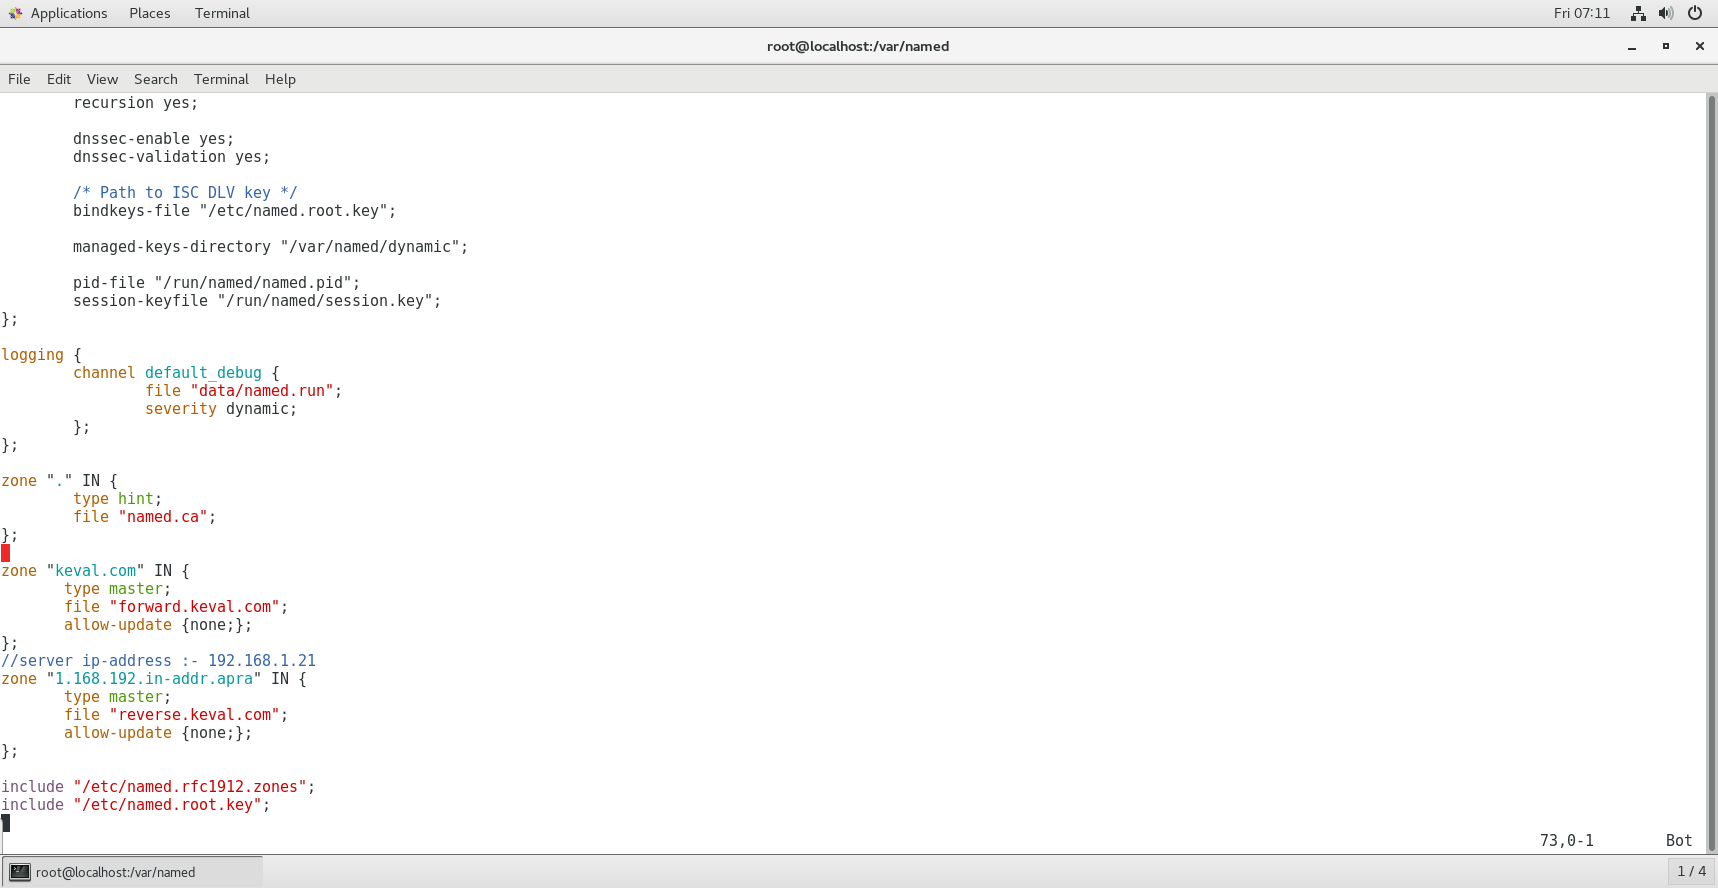 Applications Places Terminal Fri 07:11
root@localhost:/var/named
File Edit View Search Terminal Help
        recursion yes;

        dnssec-enable yes;
        dnssec-validation yes;

        /* Path to ISC DLV key */
        bindkeys-file "/etc/named.root.key";

        managed-keys-directory "/var/named/dynamic";

        pid-file "/run/named/named.pid";
        session-keyfile "/run/named/session.key";
};

logging {
        channel default_debug {
                file "data/named.run";
                severity dynamic;
        };
};

zone "." IN {
        type hint;
        file "named.ca";
};

zone "keval.com" IN {
       type master;
       file "forward.keval.com";
       allow-update {none;};
};
//server ip-address :- 192.168.1.21
zone "1.168.192.in-addr.apra" IN {
       type master;
       file "reverse.keval.com";
       allow-update {none;};
};

include "/etc/named.rfc1912.zones";
include "/etc/named.root.key";

73,0-1 Bot
root@localhost:/var/named 1 / 4